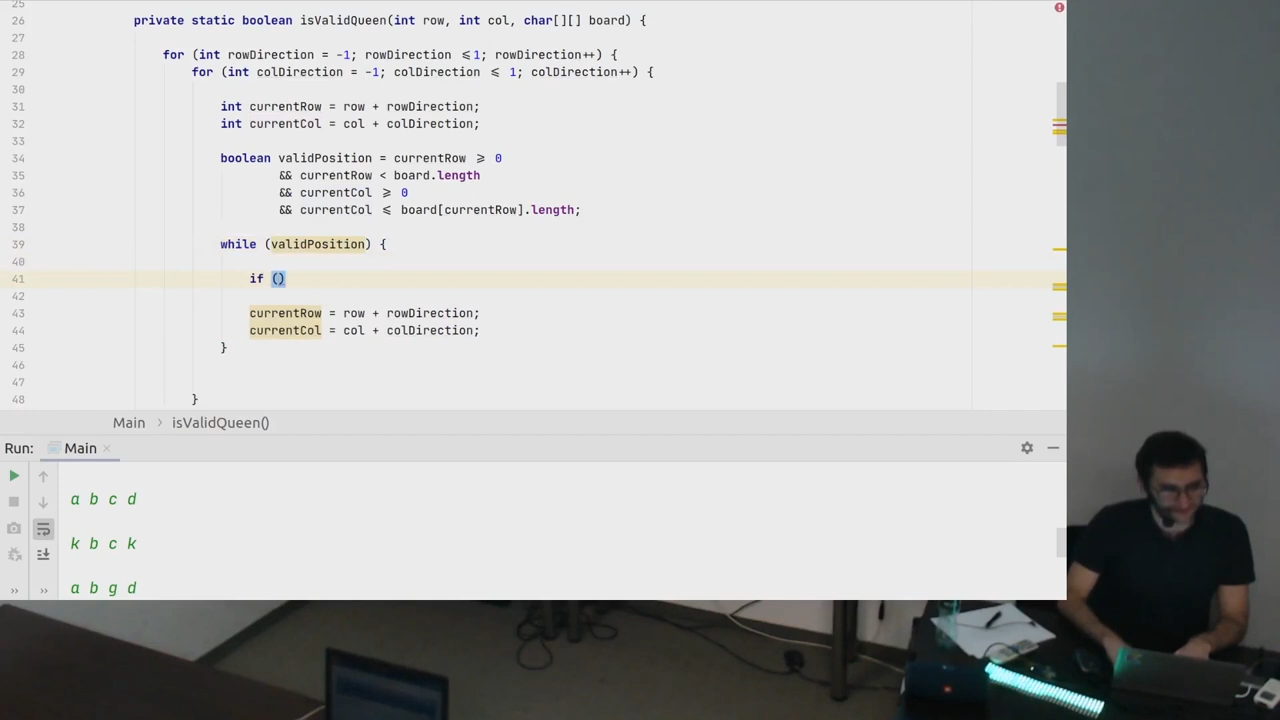 25
26 private static boolean isValidQueen(int row, int col, char[][] board) {
27
28 for (int rowDirection = -1; rowDirection ≤1; rowDirection++) {
29 for (int colDirection = -1; colDirection ≤ 1; colDirection++) {
30
31 int currentRow = row + rowDirection;
32 int currentCol = col + colDirection;
33
34 boolean validPosition = currentRow ≥ 0
35 && currentRow < board.length
36 && currentCol ≥ 0
37 && currentCol ≤ board[currentRow].length;
38
39 while (validPosition) {
40
41 if ()
42
43 currentRow = row + rowDirection;
44 currentCol = col + colDirection;
45 }
46
47
48 }
Main > isValidQueen()
Run: Main ×
a b c d
k b c k
a b g d